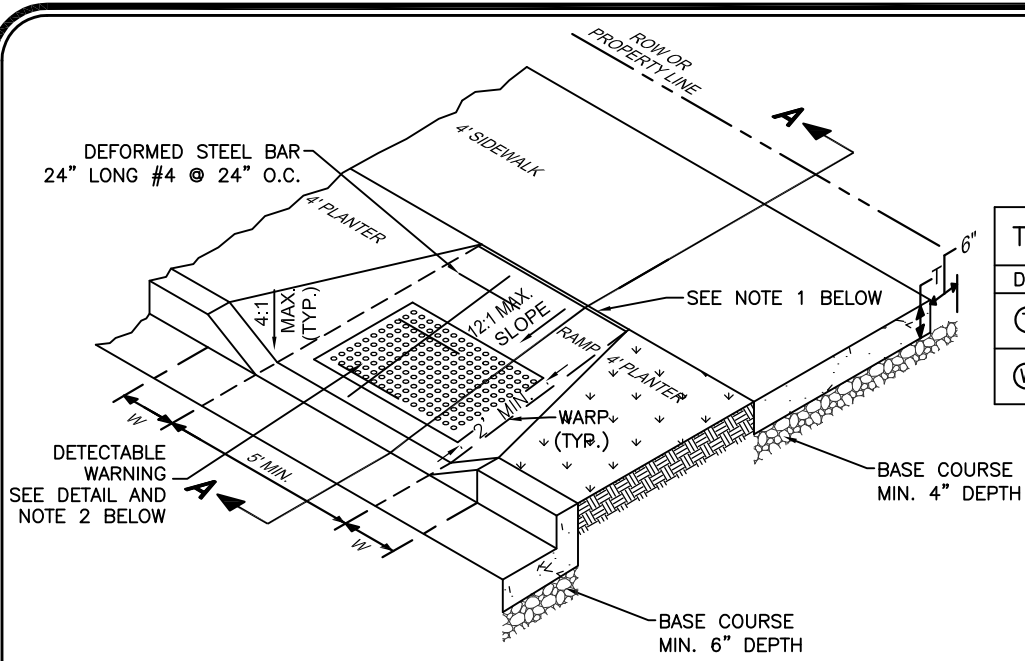 ROW OR
PROPERTY LINE
A
4' SIDEWALK
DEFORMED STEEL BAR
24" LONG #4 @ 24" O.C.
4' PLANTER
6"
T
T
D
SEE NOTE 1 BELOW
4:1
MAX.
(TYP.)
12:1 MAX.
SLOPE
RAMP
4' PLANTER
2' MIN.
WARP
(TYP.)
W
5' MIN.
W
DETECTABLE
WARNING
SEE DETAIL AND
NOTE 2 BELOW
A
BASE COURSE
MIN. 4" DEPTH
BASE COURSE
MIN. 6" DEPTH